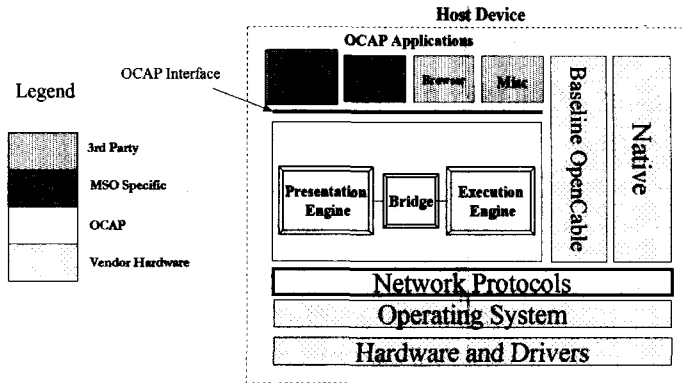 Host Device
OCAP Applications
OCAP Interface
Legend
3rd Party
MSO Specific
OCAP
Vendor Hardware
Browser
Misc
Baseline OpenCable
Native
Presentation
Engine
Bridge
Execution
Engine
Network Protocols
Operating System
Hardware and Drivers